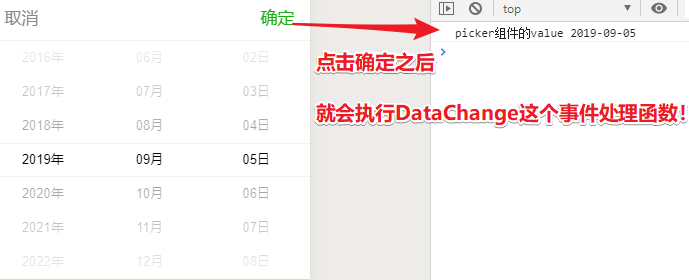 取消 确定
2016年 06月 02日
2017年 07月 03日
2018年 08月 04日
2019年 09月 05日
2020年 10月 06日
2021年 11月 07日
2022年 12月 08日
top
picker组件的value 2019-09-05
点击确定之后
就会执行DataChange这个事件处理函数!